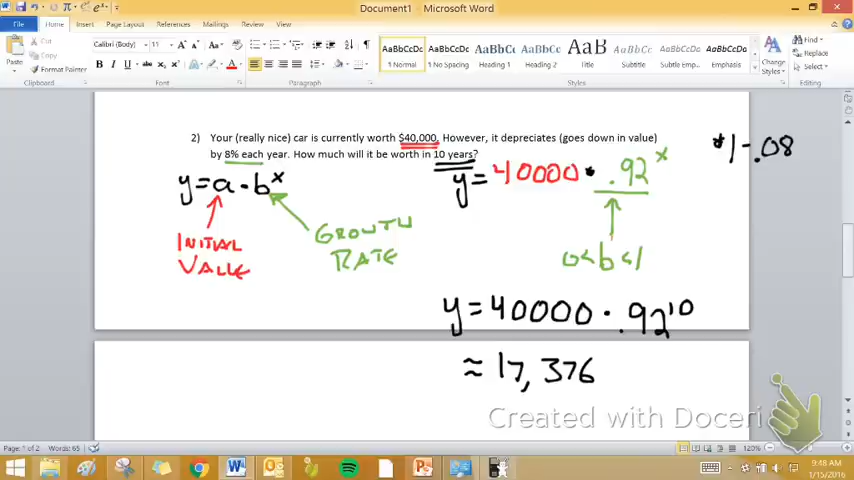 Document1 - Microsoft Word
File Home Insert Page Layout References Mailings Review View
Cut
Copy
Format Painter
Paste
Calibri (Body) 11
Clipboard Font Paragraph Styles Editing
AaBbCcDc AaBbCcDc AaBbCc AaBbCc AaB AaBbCcL AaBbCcDc AaBbCcDc
1 Normal 1 No Spacing Heading 1 Heading 2 Title Subtitle Subtle Emp... Emphasis
Change Styles
Find
Replace
Select
2) Your (really nice) car is currently worth $40,000. However, it depreciates (goes down in value)
by 8% each year. How much will it be worth in 10 years?
*1-.08
y=a·b^x
y=40000·.92^x
INITIAL VALUE
GROWTH RATE
0<b<1
y=40000·.92^10
≈17,376
Created with Doceri
Page: 1 of 2 Words: 65
120%
9:48 AM
1/15/2016